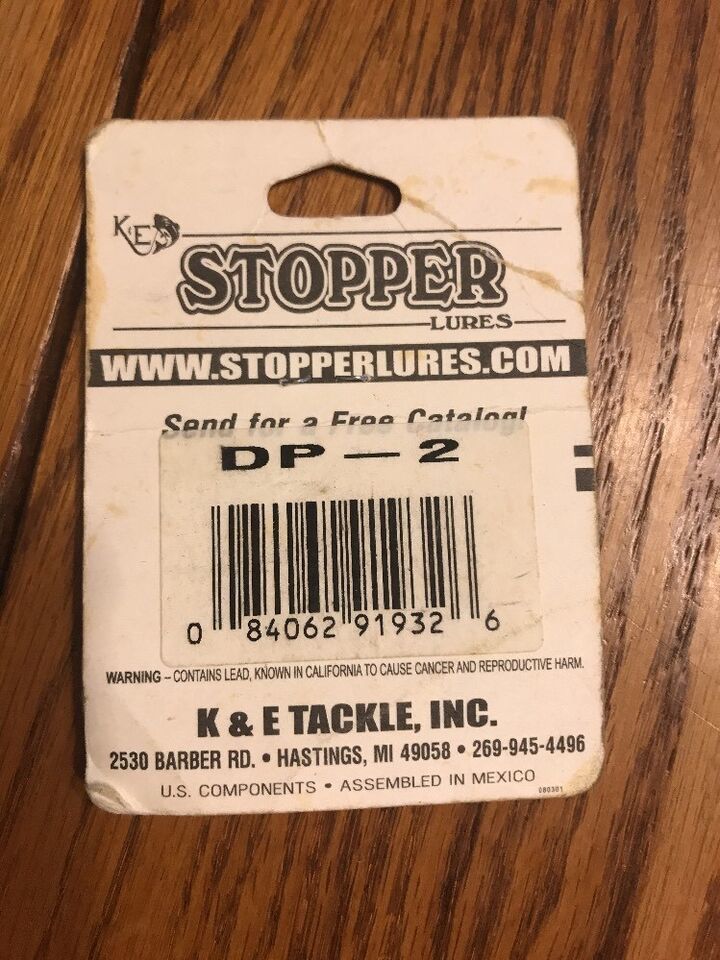 K&E
STOPPER
LURES
WWW.STOPPERLURES.COM
Send for a Free Catalog!
DP - 2
0 84062 91932 6
WARNING – CONTAINS LEAD, KNOWN IN CALIFORNIA TO CAUSE CANCER AND REPRODUCTIVE HARM.
K & E TACKLE, INC.
2530 BARBER RD. • HASTINGS, MI 49058 • 269-945-4496
U.S. COMPONENTS • ASSEMBLED IN MEXICO
080301